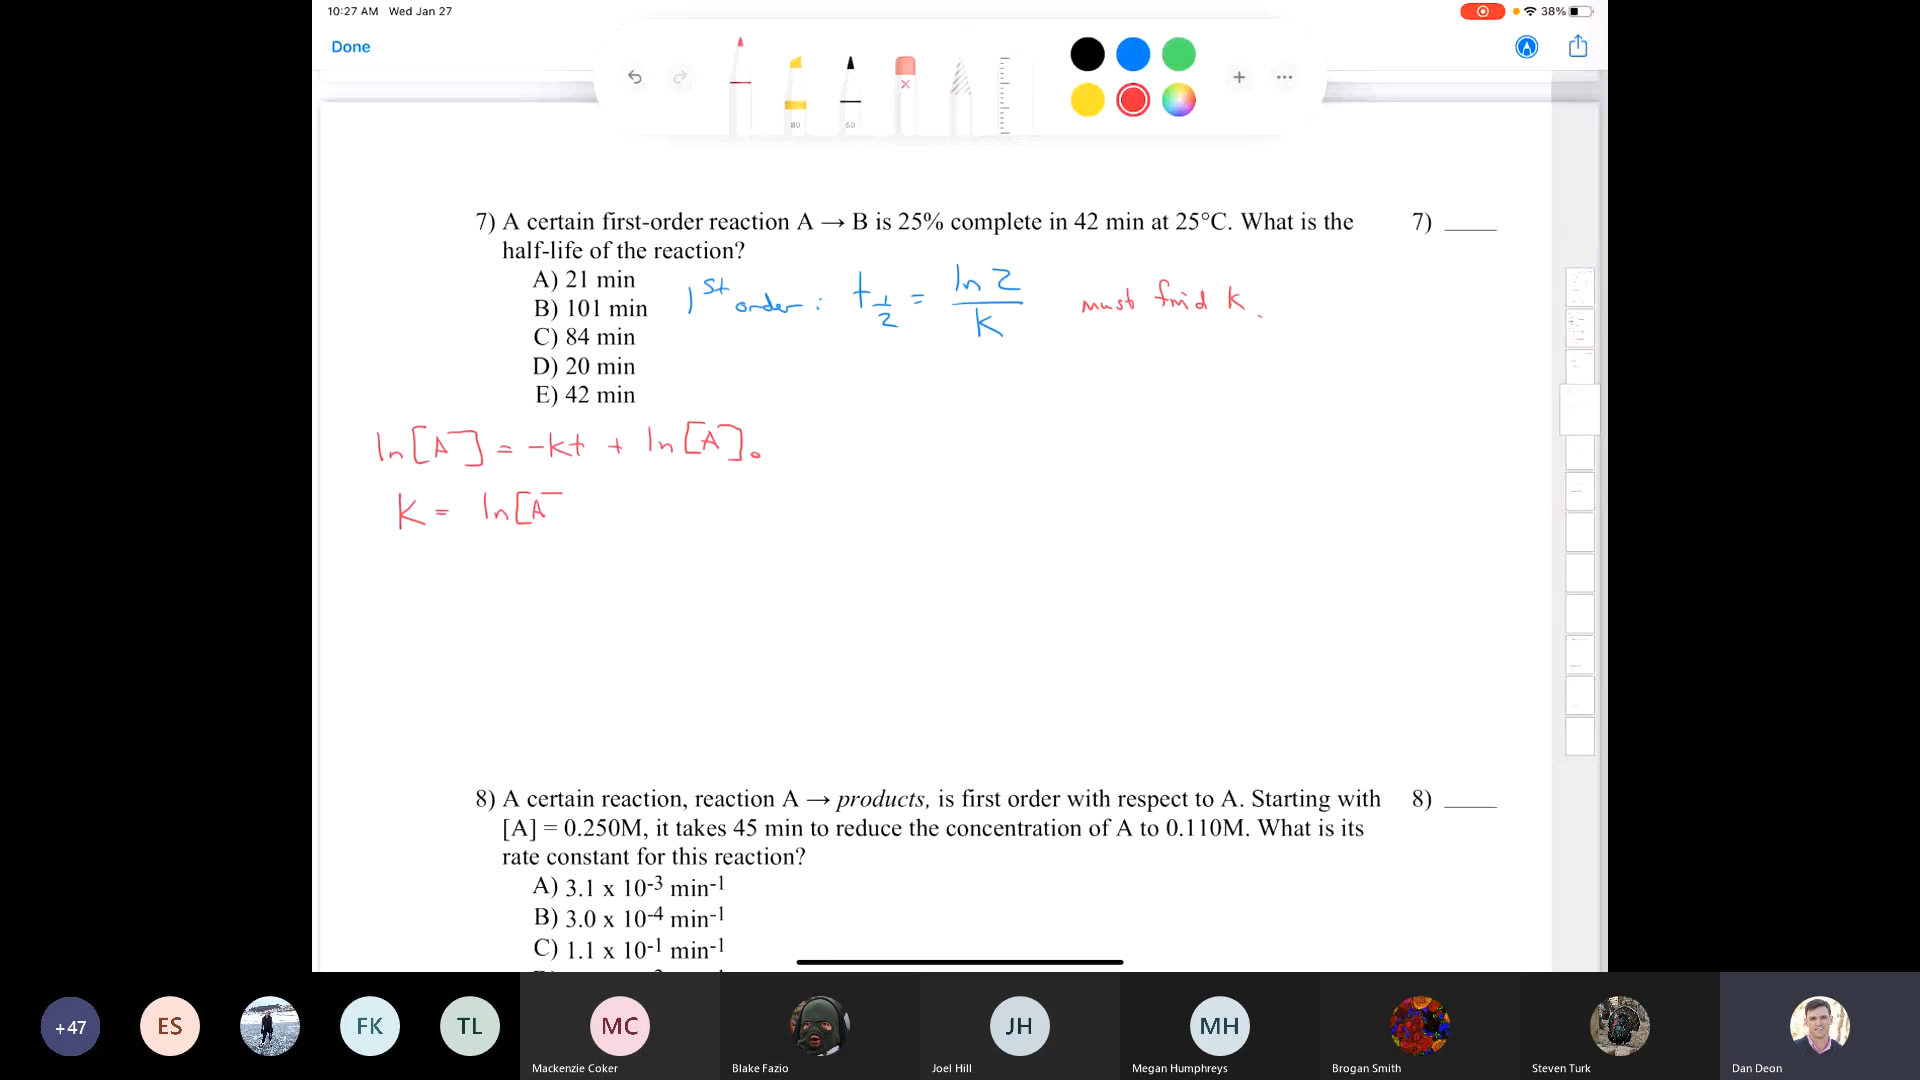 10:27 AM Wed Jan 27
38%
Done
80
60
7) A certain first-order reaction A → B is 25% complete in 42 min at 25°C. What is the 7) ____
half-life of the reaction?
A) 21 min
B) 101 min
C) 84 min
D) 20 min
E) 42 min
1st order: t1/2 = ln 2/k must find k.
ln[A] = -kt + ln[A]₀
K = ln[A
8) A certain reaction, reaction A → products, is first order with respect to A. Starting with 8) ____
[A] = 0.250M, it takes 45 min to reduce the concentration of A to 0.110M. What is its
rate constant for this reaction?
A) 3.1 x 10-3 min-1
B) 3.0 x 10-4 min-1
C) 1.1 x 10-1 min-1
+47 ES FK TL MC JH MH
Mackenzie Coker Blake Fazio Joel Hill Megan Humphreys Brogan Smith Steven Turk Dan Deon